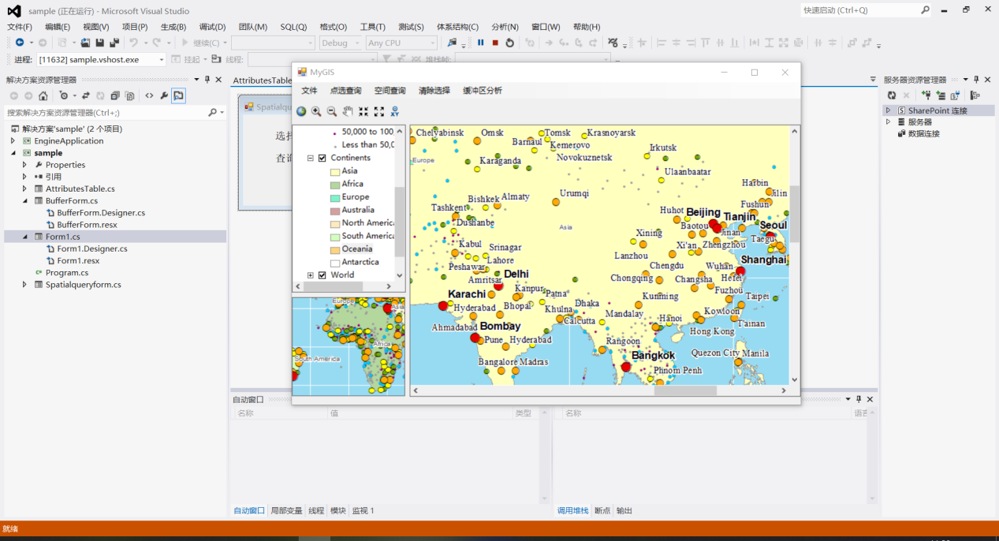 sample (正在运行) - Microsoft Visual Studio
快速启动 (Ctrl+Q)
文件(F) 编辑(E) 视图(V) 项目(P) 生成(B) 调试(D) 团队(M) SQL(Q) 格式(O) 工具(T) 测试(S) 体系结构(C) 分析(N) 窗口(W) 帮助(H)
继续(C) Debug Any CPU
进程: [11632] sample.vshost.exe 挂起 线程: 堆栈帧:
解决方案资源管理器
搜索解决方案资源管理器(Ctrl+;)
解决方案'sample' (2 个项目)
EngineApplication
sample
Properties
引用
AttributesTable.cs
BufferForm.cs
BufferForm.Designer.cs
BufferForm.resx
Form1.cs
Form1.Designer.cs
Form1.resx
Program.cs
Spatialqueryform.cs
AttributesTable
Spatialqu
选择
查询
MyGIS
文件 点选查询 空间查询 清除选择 缓冲区分析
XY
50,000 to 100
Less than 50,0
Continents
Asia
Africa
Europe
Australia
North America
South America
Oceania
Antarctica
World
Europe
Asia
Africa
South America
Chelyabinsk Omsk Tomsk Krasnoyarsk
Barnaul Kemerovo Irkutsk
Europe Karaganda Novokuznetsk
Ulaanbaatar
Harbin
Bishkek Almaty Urumqi Jilin
Tashkent Huhot Beijing Tianjin Fushun
Dushanbe Asia Baotou Jinan Seoul
Xining Taegu
Kabul Srinagar Xi'an Zhengzhou
Peshawar Lahore Lanzhou Shanghai
Delhi Chengdu Wuhan
Amritsar Chongqing Changsha Hefei
Karachi Kanpur Patna Kunming Fuzhou
Hyderabad Bhopal Khulna Dhaka Taipei
Ahmadabad Bombay Calcutta Mandalay Hanoi Kowloon Tainan
Pune Hyderabad Rangoon Hong Kong
Bangkok Quezon City Manila
Bangalore Madras Phnom Penh
服务器资源管理器
SharePoint 连接
服务器
数据连接
自动窗口
名称 值 类型
名称 语言
自动窗口 局部变量 线程 模块 监视 1
调用堆栈 断点 输出
就绪